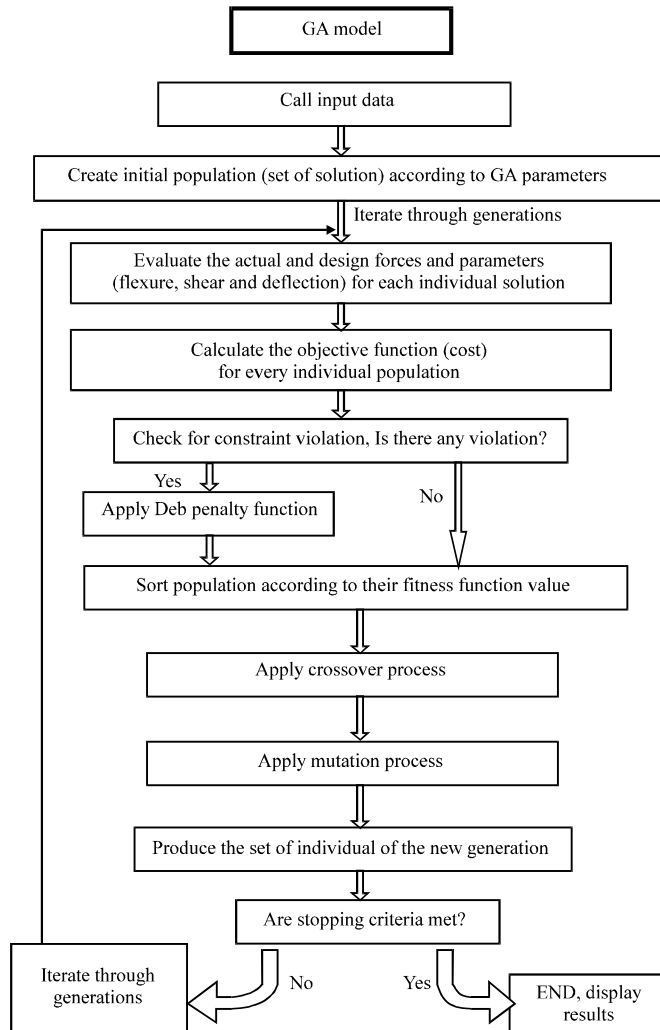 GA model
Call input data
Create initial population (set of solution) according to GA parameters
Iterate through generations
Evaluate the actual and design forces and parameters
(flexure, shear and deflection) for each individual solution
Calculate the objective function (cost)
for every individual population
Check for constraint violation, Is there any violation?
Yes
No
Apply Deb penalty function
Sort population according to their fitness function value
Apply crossover process
Apply mutation process
Produce the set of individual of the new generation
Are stopping criteria met?
Iterate through
generations
No
Yes
END, display
results